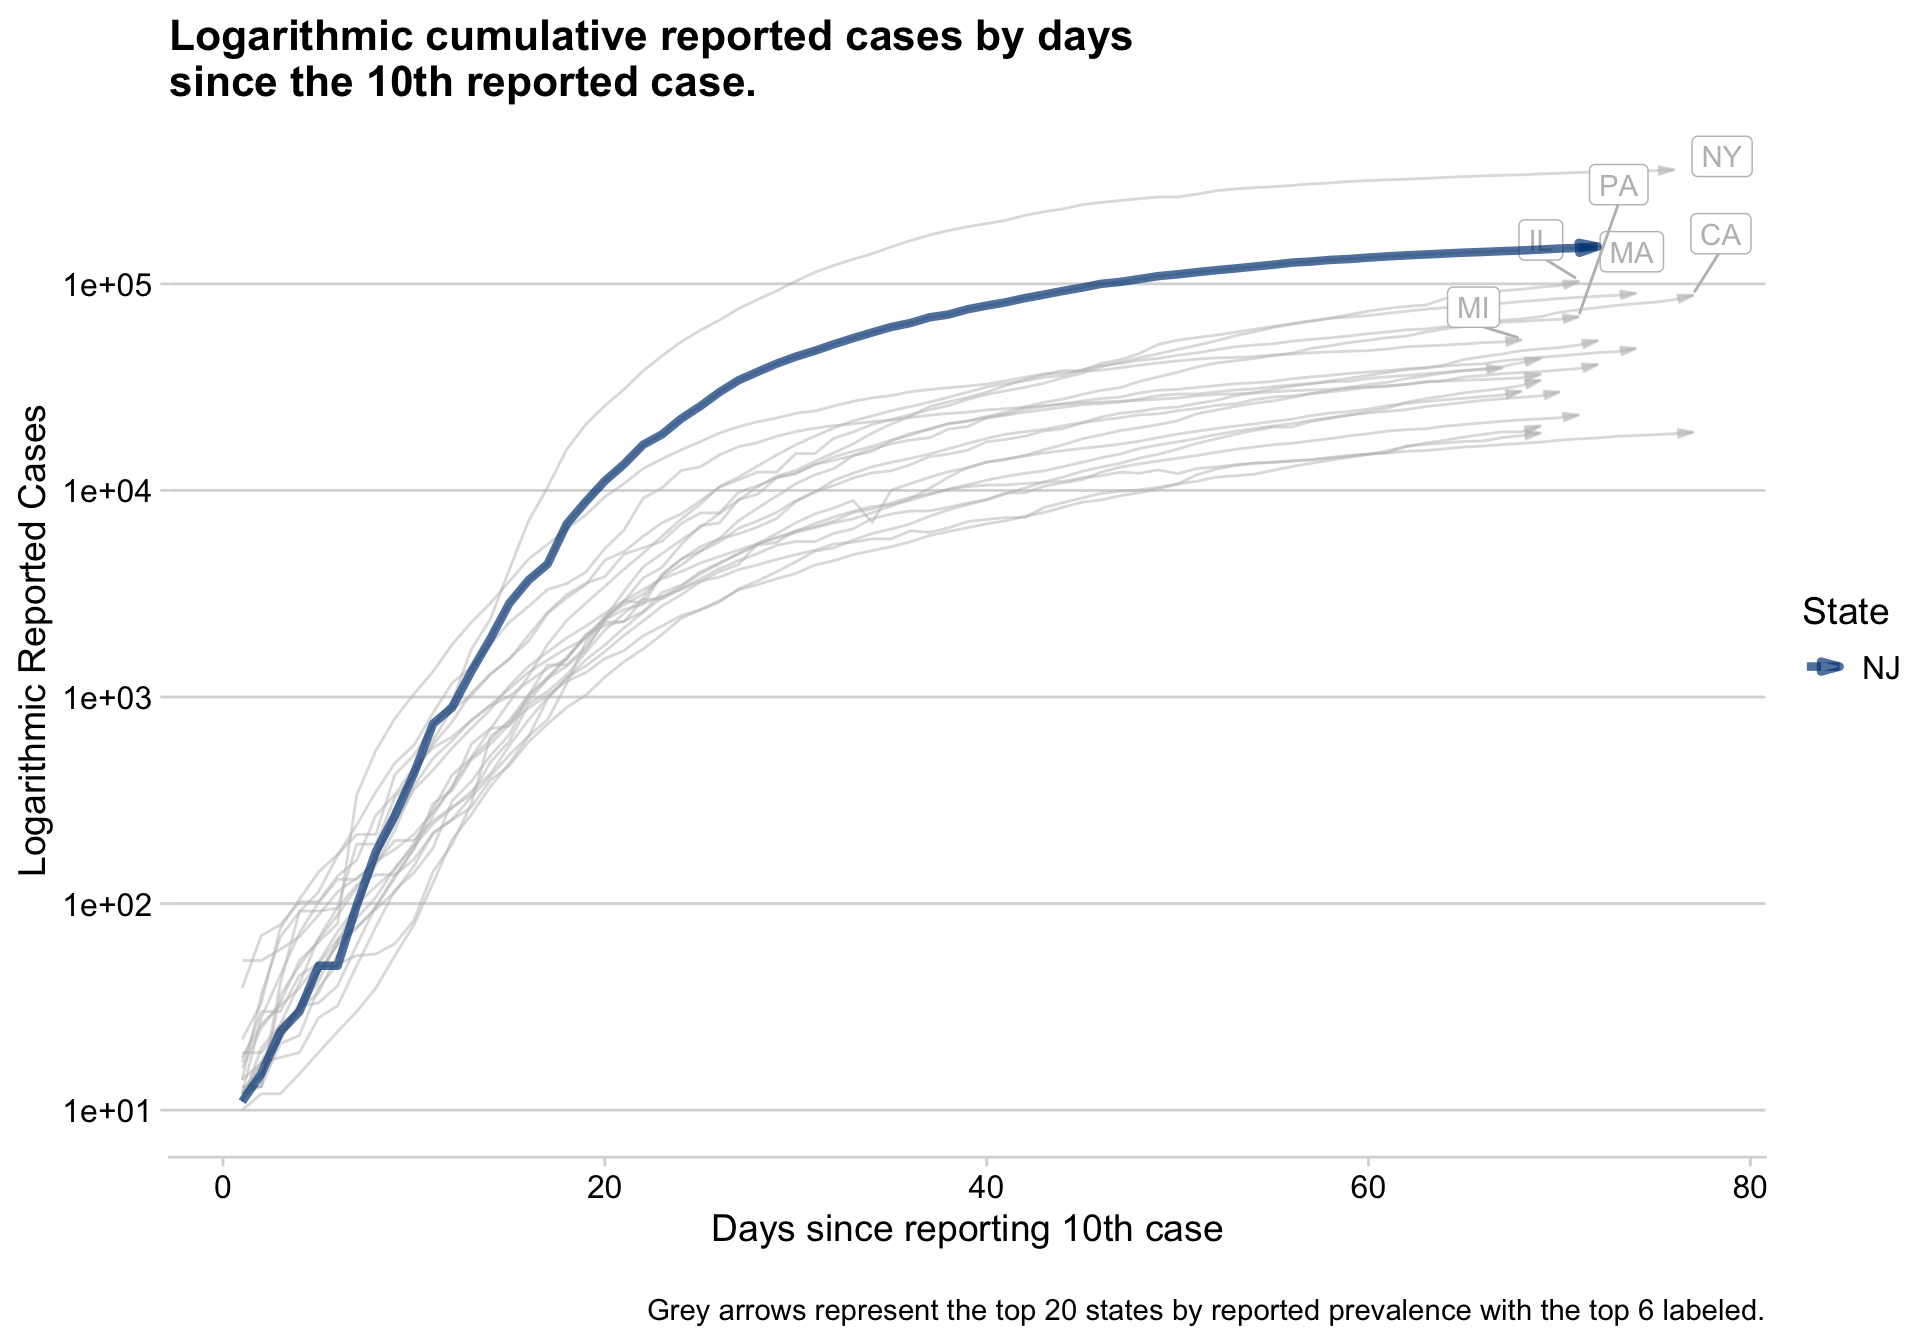 Logarithmic cumulative reported cases by days
since the 10th reported case.
NY
PA
IL
MA
CA
MI
1e+05
1e+04
1e+03
1e+02
1e+01
Logarithmic Reported Cases
State
NJ
0 20 40 60 80
Days since reporting 10th case
Grey arrows represent the top 20 states by reported prevalence with the top 6 labeled.